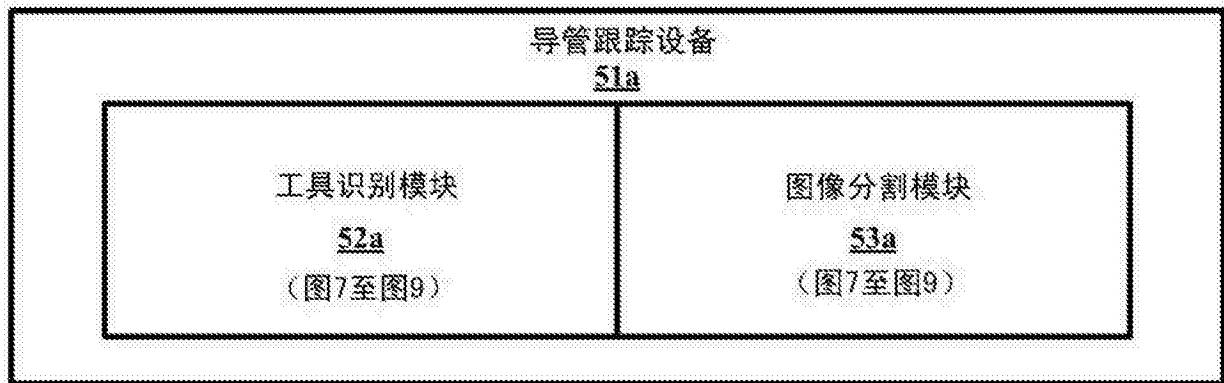 导管跟踪设备
51a
工具识别模块
52a
（图7至图9）
图像分割模块
53a
（图7至图9）